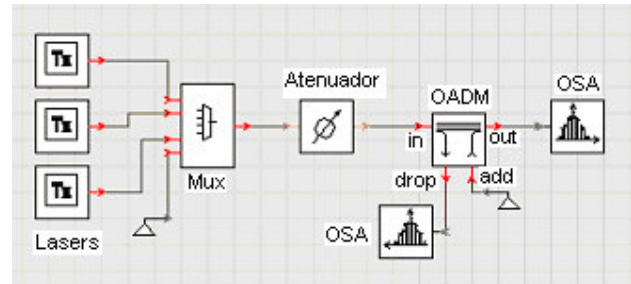 Tx
Tx
Tx
Lasers
Mux
Atenuador
OADM
in
out
drop
add
OSA
OSA